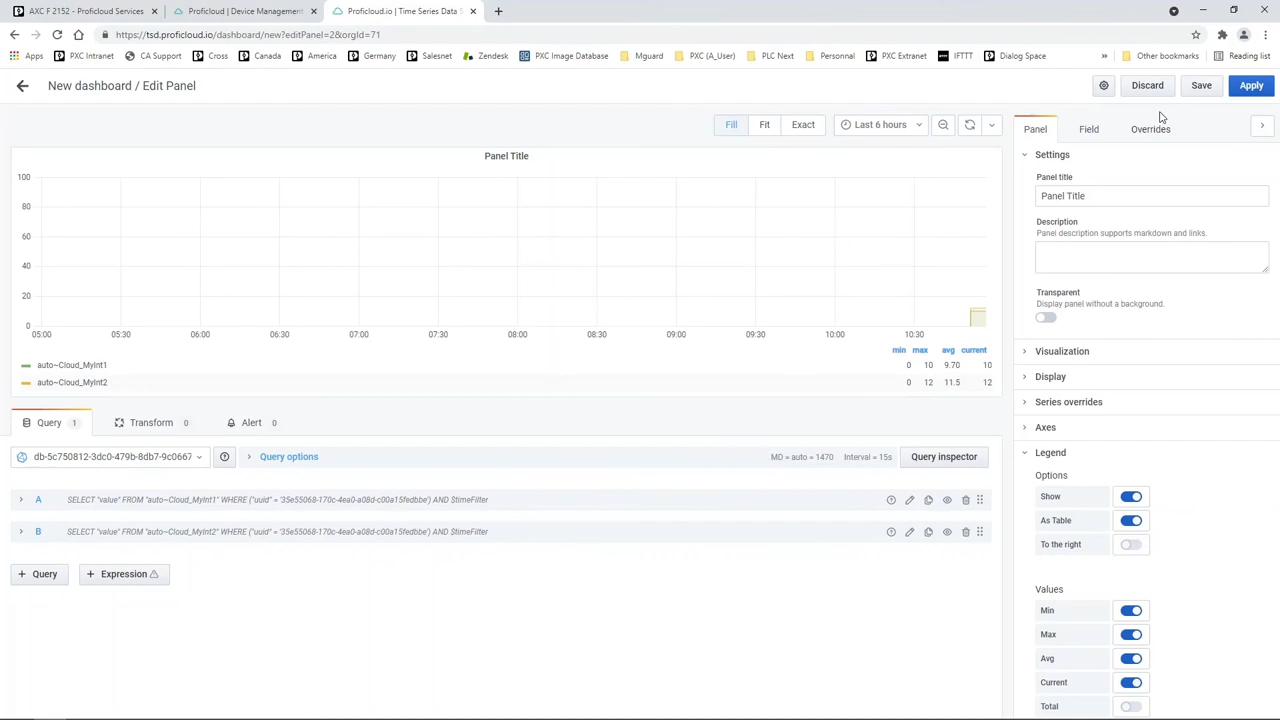 AXC F 2152 - Proficloud Services
Proficloud | Device Management
Proficloud.io | Time Series Data S
https://tsd.proficloud.io/dashboard/new?editPanel=2&orgId=71
Apps PXC Intranet CA Support Cross Canada America Germany Salesnet Zendesk PXC Image Database Mguard PXC (A_User) PLC Next Personnal PXC Extranet IFTTT Dialog Space » Other bookmarks Reading list
New dashboard / Edit Panel
Discard Save Apply
Fill Fit Exact Last 6 hours
Panel Field Overrides
Panel Title
100
80
60
40
20
0
05:00 05:30 06:00 06:30 07:00 07:30 08:00 08:30 09:00 09:30 10:00 10:30
min max avg current
auto~Cloud_MyInt1 0 10 9.70 10
auto~Cloud_MyInt2 0 12 11.5 12
Query 1 Transform 0 Alert 0
db-5c750812-3dc0-479b-8db7-9c0667 Query options MD = auto = 1470 Interval = 15s Query inspector
A SELECT "value" FROM "auto~Cloud_MyInt1" WHERE ("uuid" = '35e55068-170c-4ea0-a08d-c00a15fedbbe') AND $timeFilter
B SELECT "value" FROM "auto~Cloud_MyInt2" WHERE ("uuid" = '35e55068-170c-4ea0-a08d-c00a15fedbbe') AND $timeFilter
+ Query + Expression
Settings
Panel title
Panel Title
Description
Panel description supports markdown and links.
Transparent
Display panel without a background.
Visualization
Display
Series overrides
Axes
Legend
Options
Show
As Table
To the right
Values
Min
Max
Avg
Current
Total